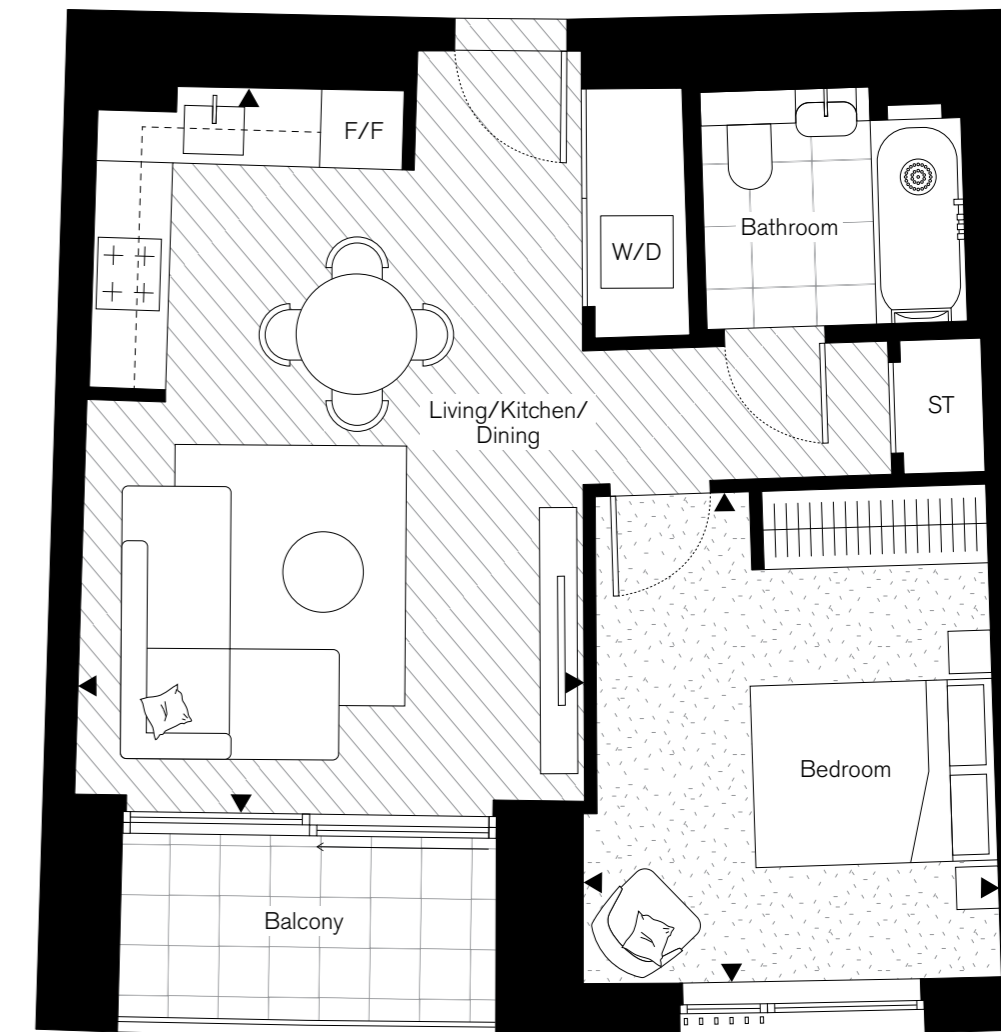 F/F
W/D
Bathroom
Living/Kitchen/
Dining
ST
Bedroom
Balcony